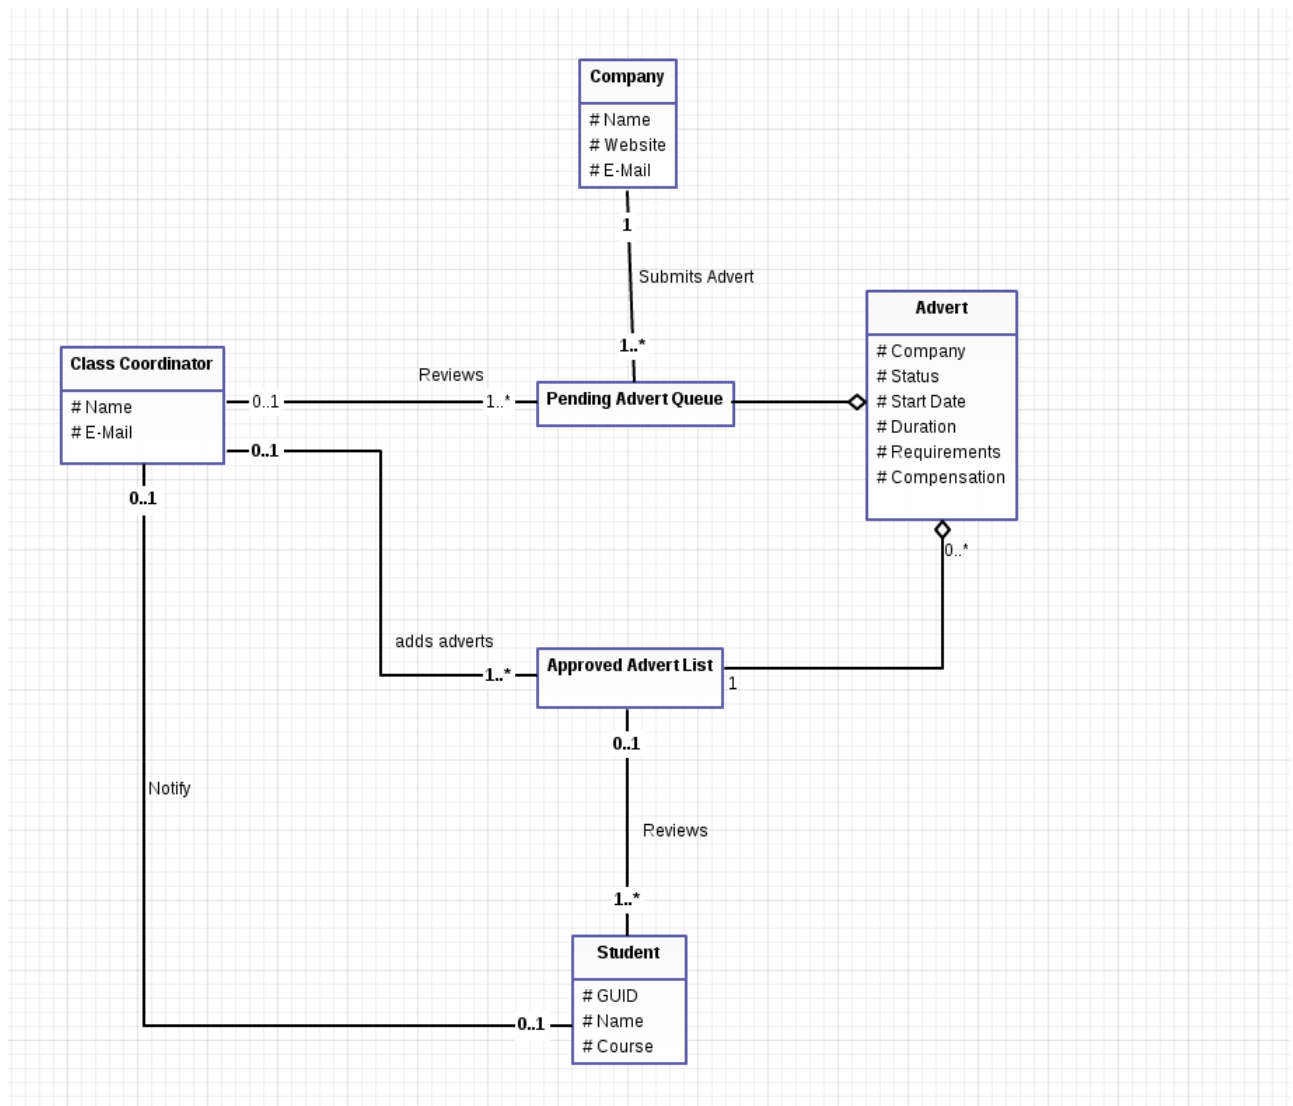 Company
# Name
# Website
# E-Mail
1
Submits Advert
1..*
Advert
# Company
# Status
# Start Date
# Duration
# Requirements
# Compensation
Class Coordinator
# Name
# E-Mail
Reviews
0..1
1..*
Pending Advert Queue
0..1
0..1
0..*
adds adverts
1..*
Approved Advert List
1
0..1
Notify
Reviews
1..*
Student
# GUID
# Name
# Course
0..1